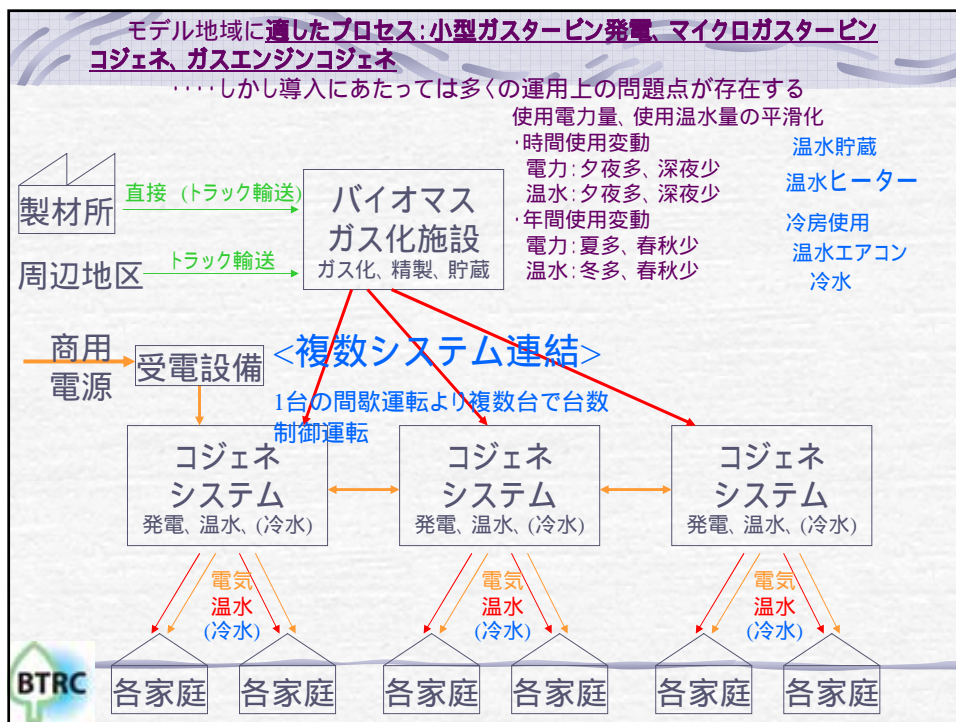 モデル地域に適したプロセス：小型ガスタービン発電、マイクロガスタービン
コジェネ、ガスエンジンコジェネ
････しかし導入にあたっては多くの運用上の問題点が存在する
使用電力量、使用温水量の平滑化
･時間使用変動
電力：夕夜多、深夜少
温水：夕夜多、深夜少
･年間使用変動
電力：夏多、春秋少
温水：冬多、春秋少
温水貯蔵
温水ヒーター
冷房使用
温水エアコン
冷水
製材所
直接 (トラック輸送)
周辺地区
トラック輸送
バイオマス
ガス化施設
ガス化、精製、貯蔵
商用
電源
受電設備
<複数システム連結>
1台の間歇運転より複数台で台数
制御運転
コジェネ
システム
発電、温水、(冷水)
コジェネ
システム
発電、温水、(冷水)
コジェネ
システム
発電、温水、(冷水)
電気
温水
(冷水)
電気
温水
(冷水)
電気
温水
(冷水)
各家庭
各家庭
各家庭
各家庭
各家庭
各家庭
BTRC